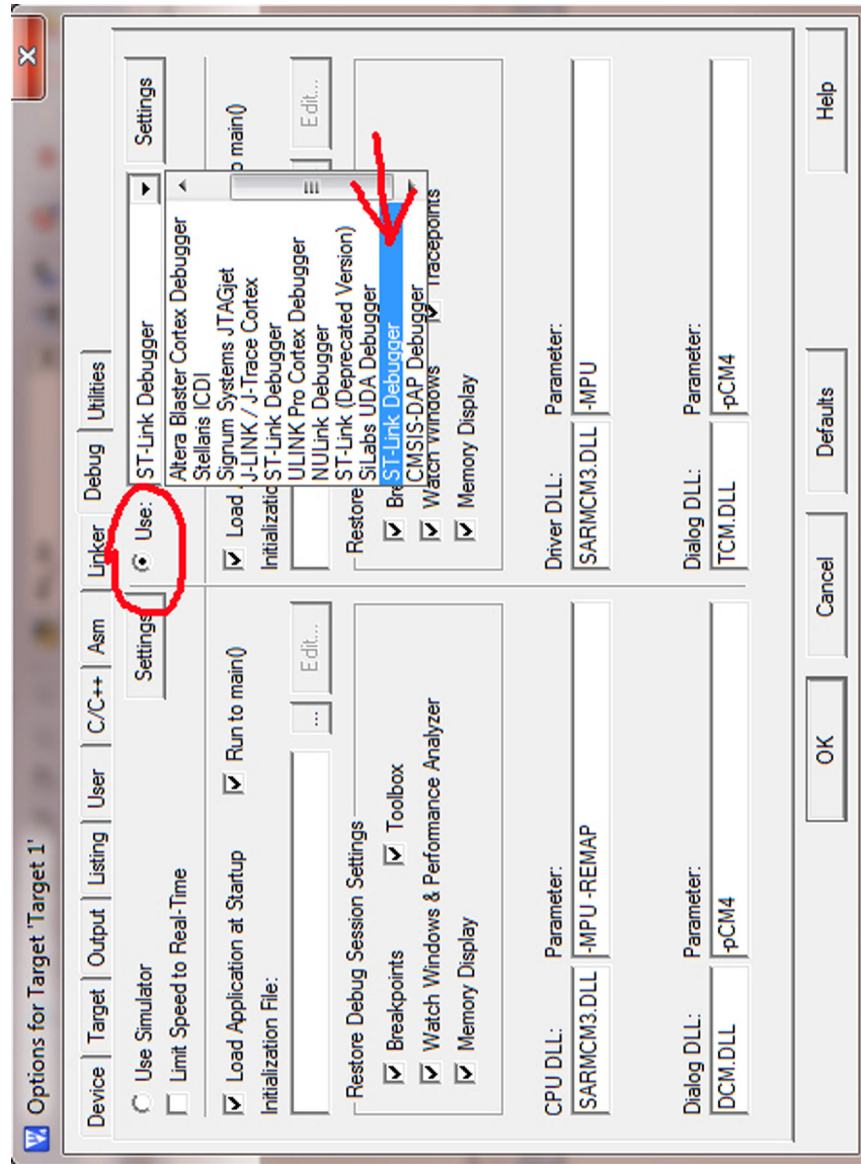 Options for Target 'Target 1'
Device Target Output Listing User C/C++ Asm Linker Debug Utilities
Use Simulator Settings
Limit Speed to Real-Time
Use: ST-Link Debugger Settings
Altera Blaster Cortex Debugger
Stellaris ICDI
Signum Systems JTAGjet
J-LINK / J-Trace Cortex
ST-Link Debugger
ULINK Pro Cortex Debugger
NULink Debugger
ST-Link (Deprecated Version)
SiLabs UDA Debugger
ST-Link Debugger
CMSIS-DAP Debugger
Load Application at Startup Run to main()
Initialization File:
... Edit...
Restore Debug Session Settings
Breakpoints Toolbox
Watch Windows & Performance Analyzer
Memory Display
CPU DLL: Parameter:
SARMCM3.DLL -MPU -REMAP
Dialog DLL: Parameter:
DCM.DLL -pCM4
Load main()
Edit...
Restore
Watch Windows Tracepoints
Memory Display
Driver DLL: Parameter:
SARMCM3.DLL -MPU
Dialog DLL: Parameter:
TCM.DLL -pCM4
OK Cancel Defaults Help